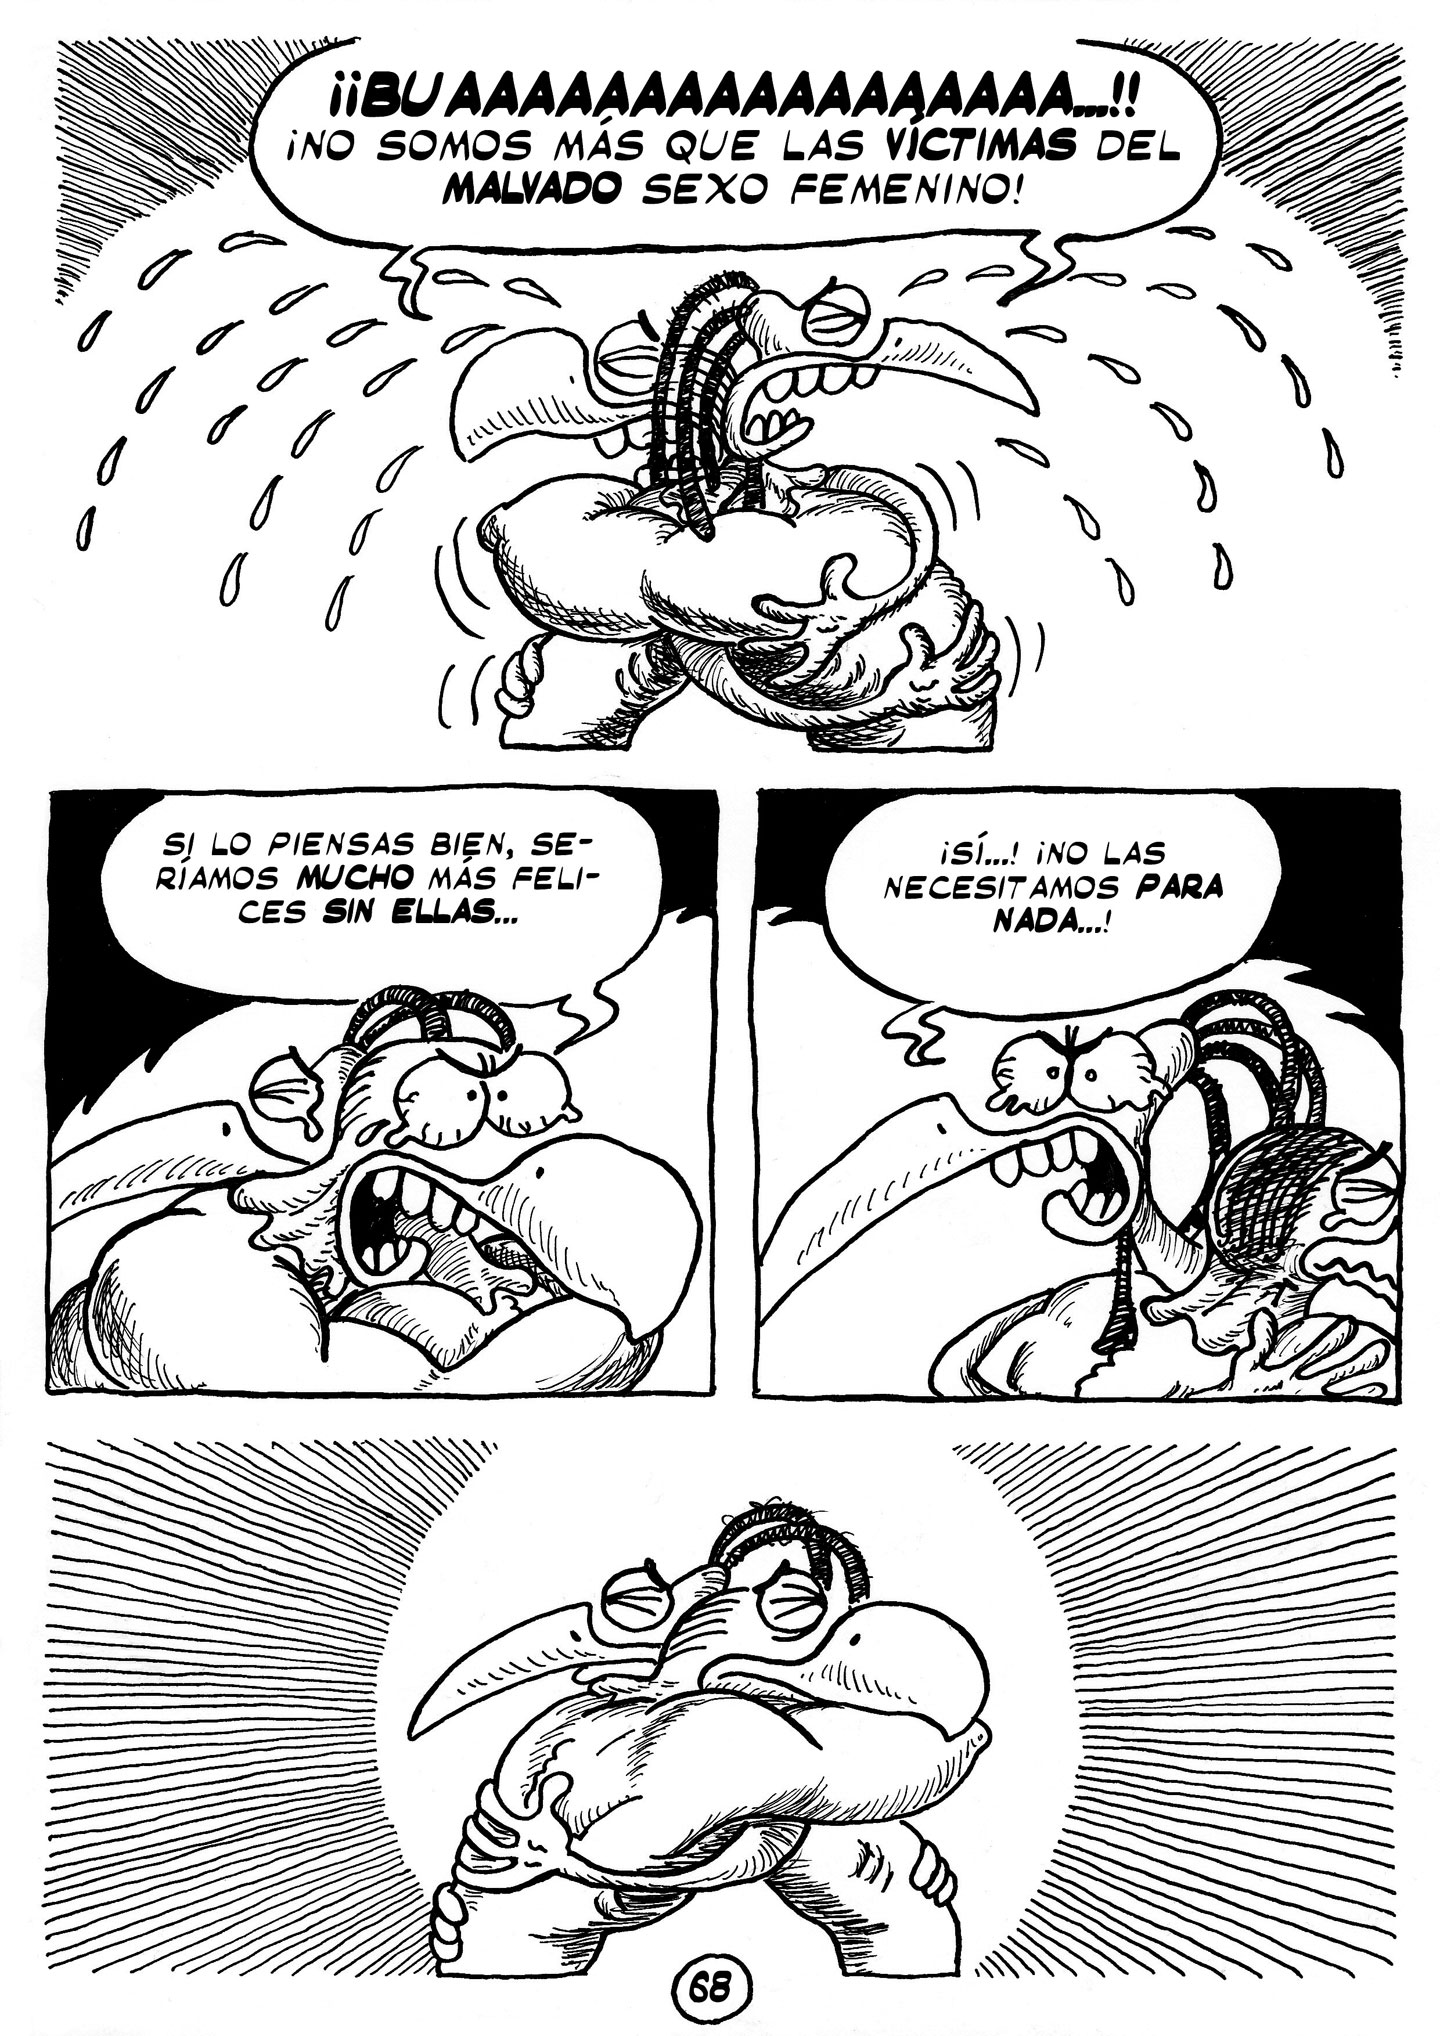 ¡¡BUAAAAAAAAAAAAAAAAA...!!
¡NO SOMOS MÁS QUE LAS VÍCTIMAS DEL
MALVADO SEXO FEMENINO!
SI LO PIENSAS BIEN, SE-
RÍAMOS MUCHO MÁS FELI-
CES SIN ELLAS...
¡SÍ...! ¡NO LAS
NECESITAMOS PARA
NADA...!
68